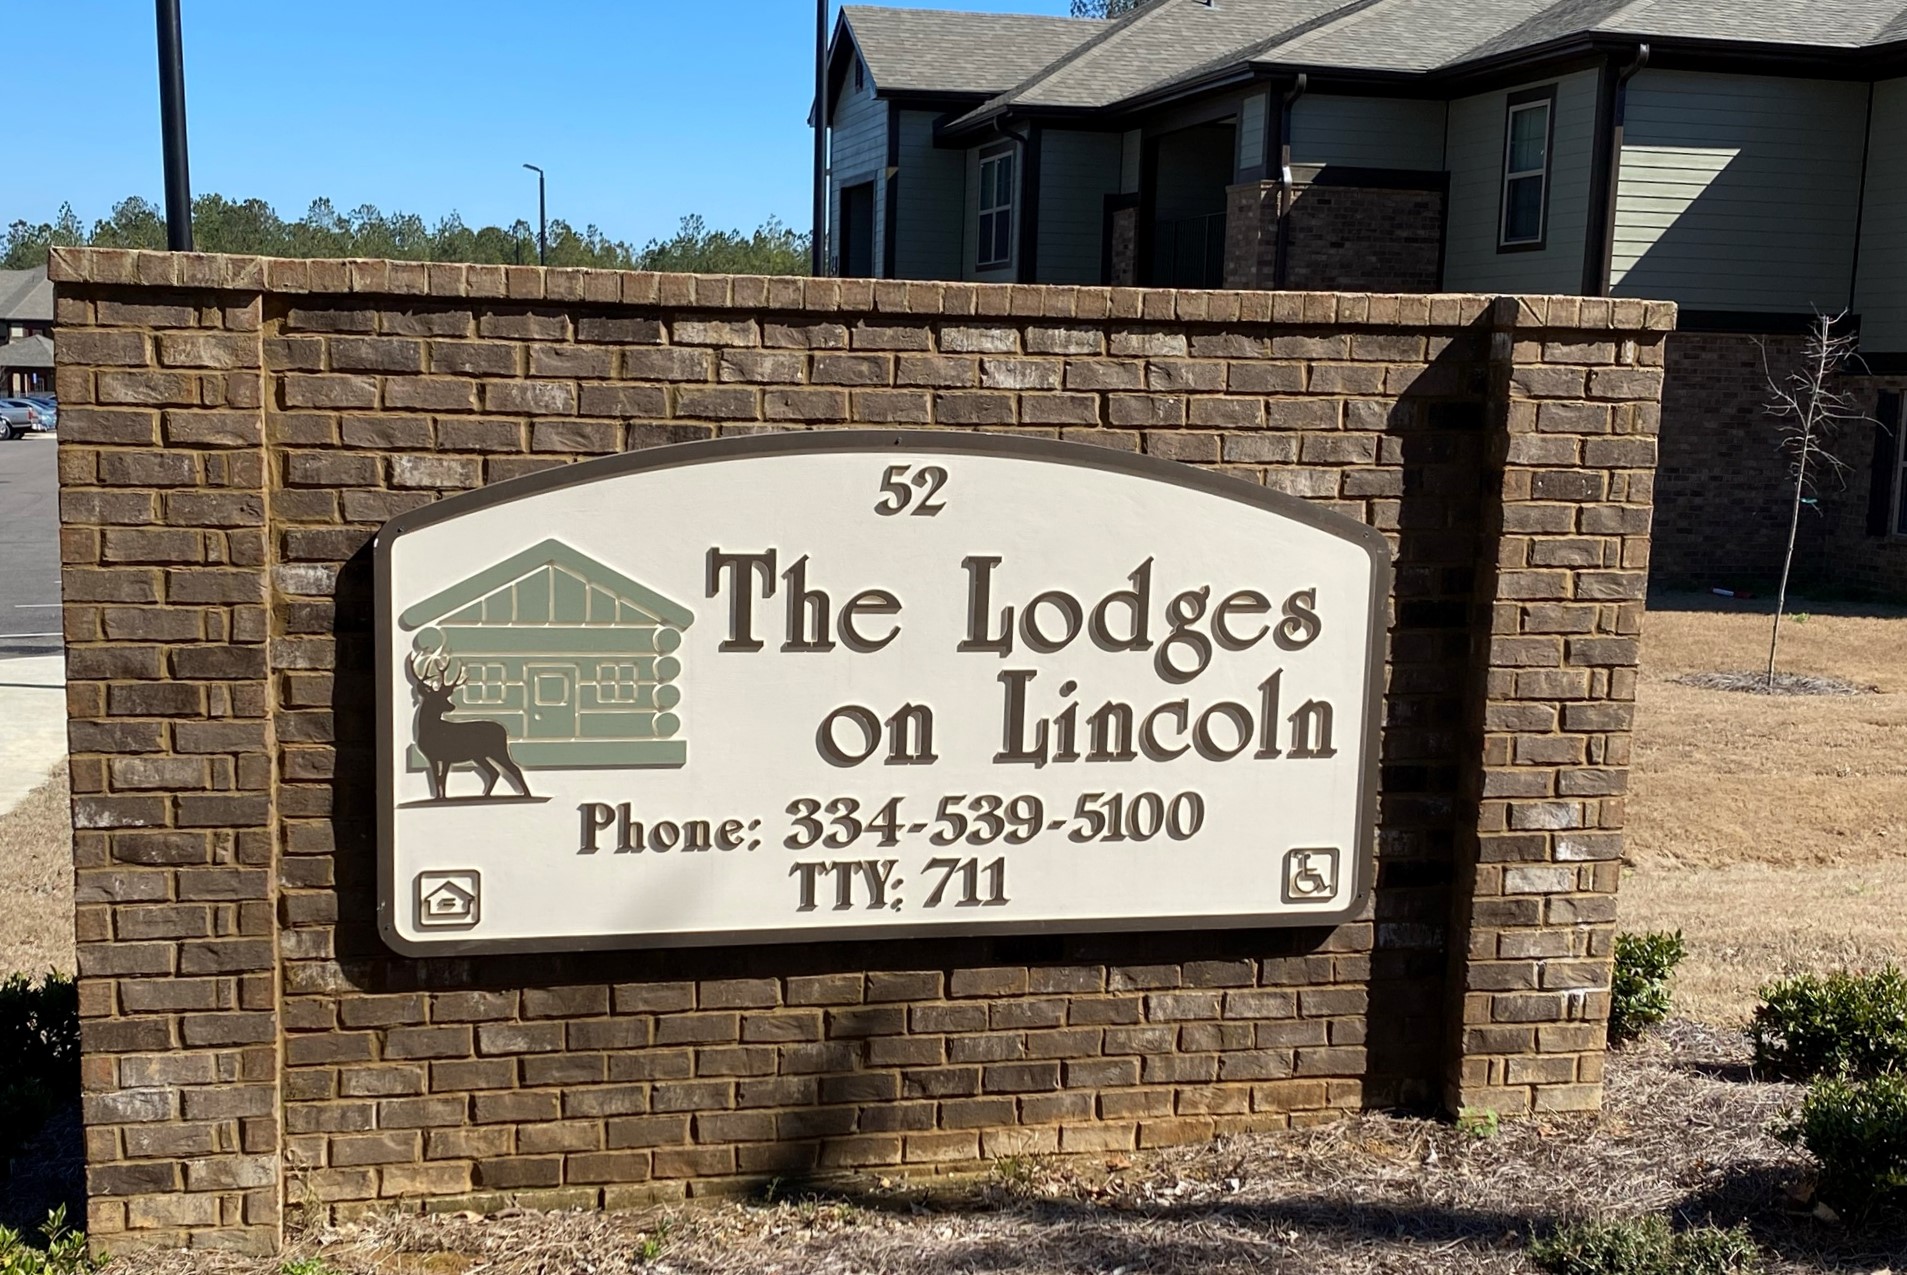 52
The Lodges
on Lincoln
Phone: 334-539-5100
TTY: 711